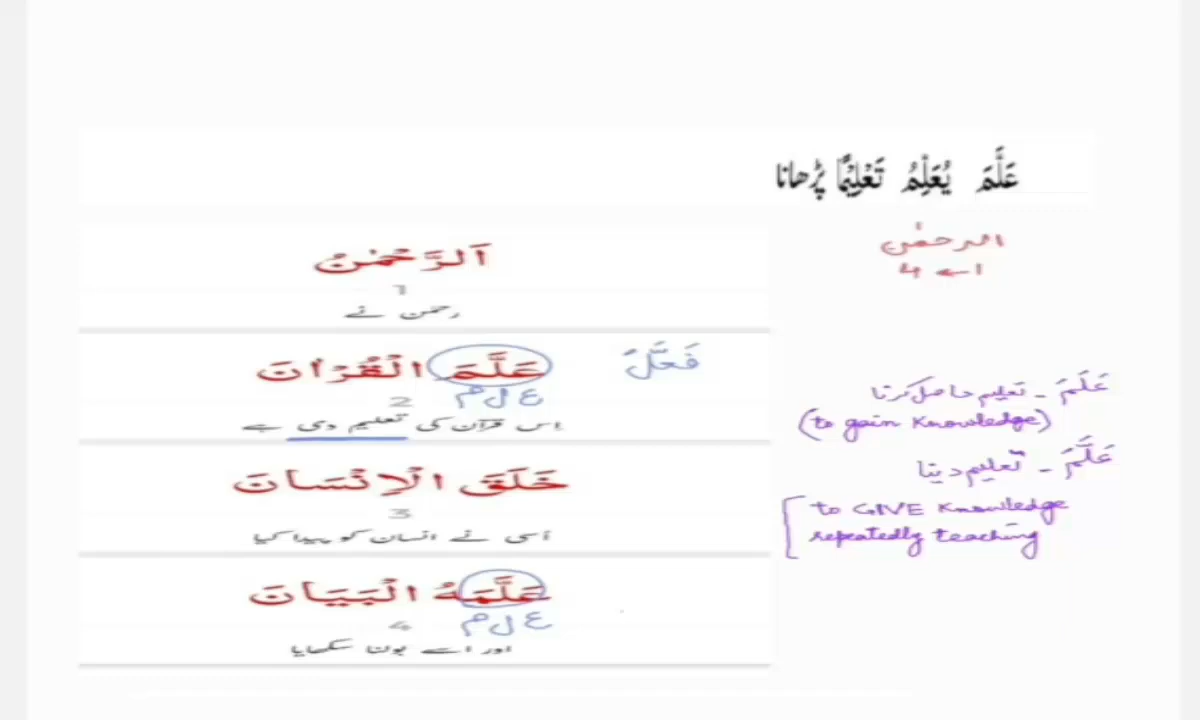 عَلَّمَ يُعَلِّمُ تَعْلِيْمًا پڑھانا
الرحمٰن
1 سے 4
اَلرَّحْمٰنُ
1
رحمٰن نے
عَلَّمَ الْقُرْاٰنَ
فَعَّلَ
ع ل م
2
اس قرآن کی تعلیم دی ہے
عَلَمَ - تعلیم حاصل کرنا
(to gain knowledge)
عَلَّمَ - تعلیم دینا
to GIVE knowledge
repeatedly teaching
خَلَقَ الْاِنْسَانَ
3
اسی نے انسان کو پیدا کیا
عَلَّمَهُ الْبَيَانَ
ع ل م
4
اور اسے بولنا سکھایا